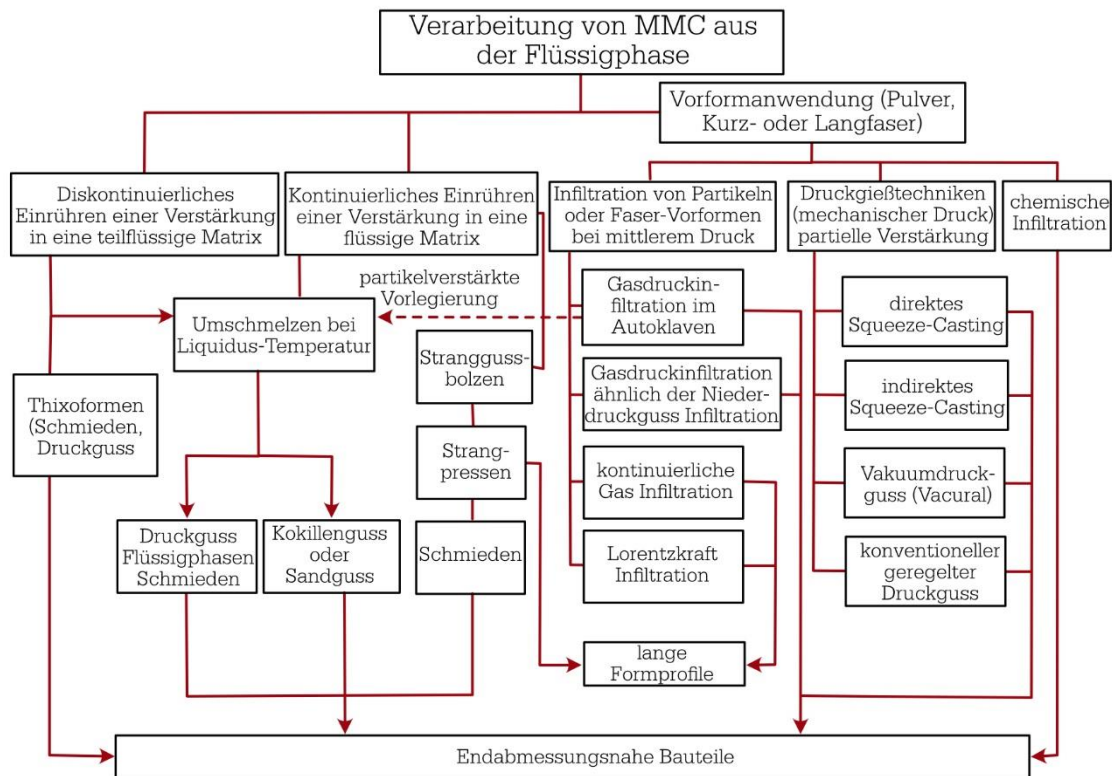 Verarbeitung von MMC aus
der Flüssigphase
Vorformanwendung (Pulver,
Kurz- oder Langfaser)
Diskontinuierliches
Einrühren einer Verstärkung
in eine teilflüssige Matrix
Kontinuierliches Einrühren
einer Verstärkung in eine
flüssige Matrix
Infiltration von Partikeln
oder Faser-Vorformen
bei mittlerem Druck
Druckgießtechniken
(mechanischer Druck)
partielle Verstärkung
chemische
Infiltration
partikelverstärkte
Vorlegierung
Umschmelzen bei
Liquidus-Temperatur
Gasdruckin-
filtration im
Autoklaven
direktes
Squeeze-Casting
Strangguss-
bolzen
Gasdruckinfiltration
ähnlich der Nieder-
druckguss Infiltration
indirektes
Squeeze-Casting
Thixoformen
(Schmieden,
Druckguss
Strang-
pressen
kontinuierliche
Gas Infiltration
Vakuumdruck-
guss (Vacural)
Druckguss
Flüssigphasen
Schmieden
Kokillenguss
oder
Sandguss
Schmieden
Lorentzkraft
Infiltration
konventioneller
geregelter
Druckguss
lange
Formprofile
Endabmessungsnahe Bauteile